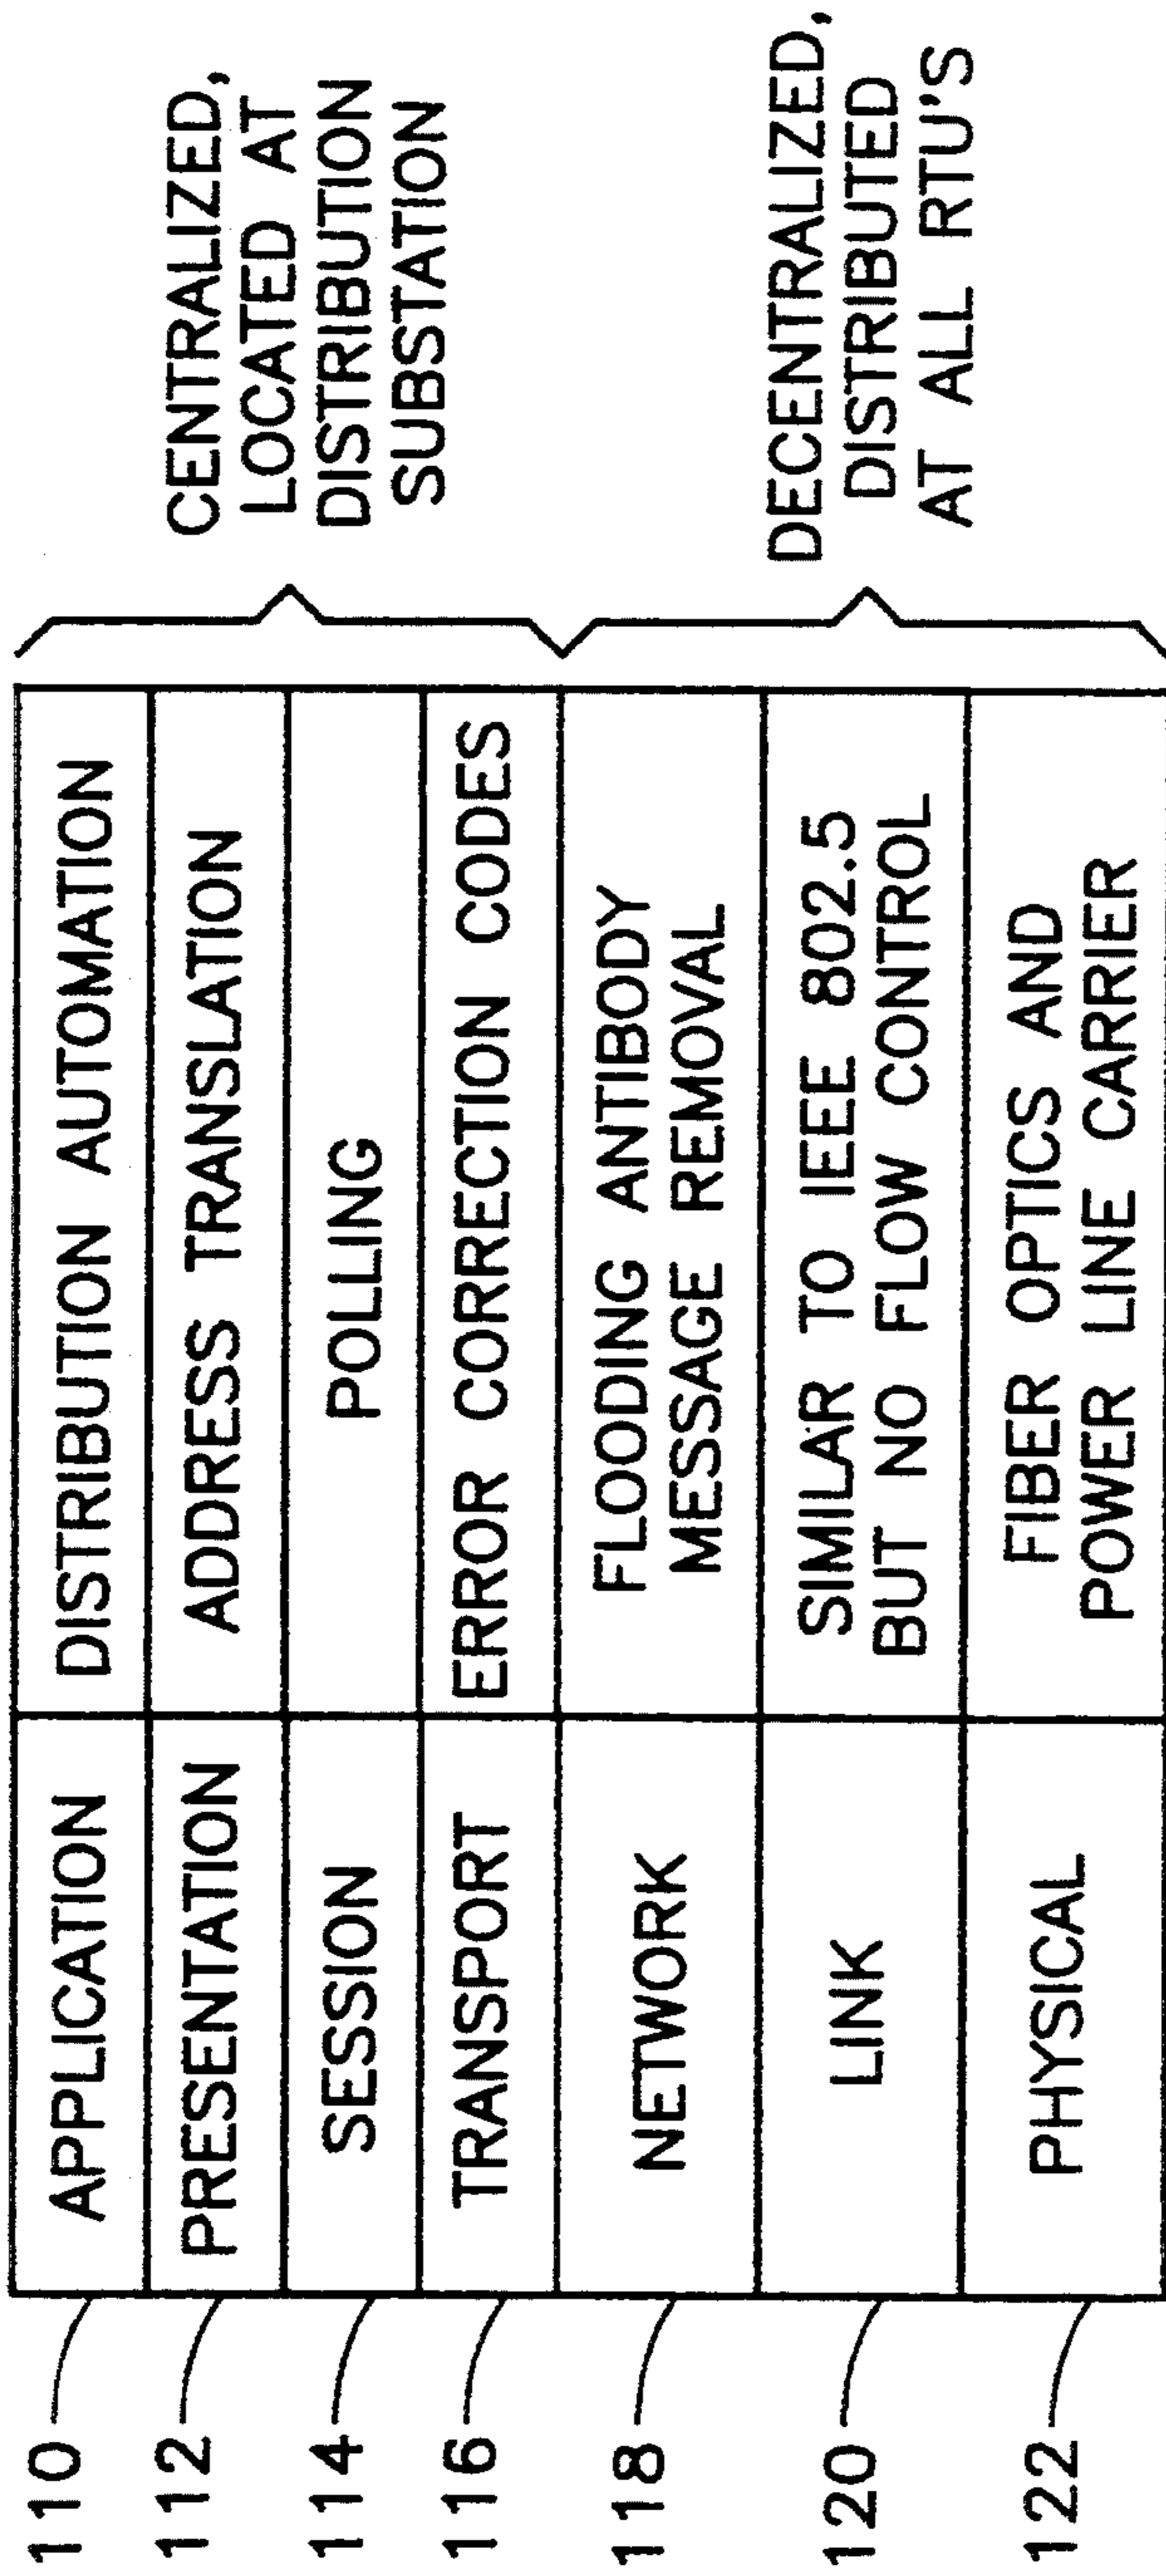 110 APPLICATION DISTRIBUTION AUTOMATION
112 PRESENTATION ADDRESS TRANSLATION
114 SESSION POLLING
116 TRANSPORT ERROR CORRECTION CODES
CENTRALIZED,
LOCATED AT
DISTRIBUTION
SUBSTATION
118 NETWORK FLOODING ANTIBODY
MESSAGE REMOVAL
120 LINK SIMILAR TO IEEE 802.5
BUT NO FLOW CONTROL
122 PHYSICAL FIBER OPTICS AND
POWER LINE CARRIER
DECENTRALIZED,
DISTRIBUTED
AT ALL RTU'S